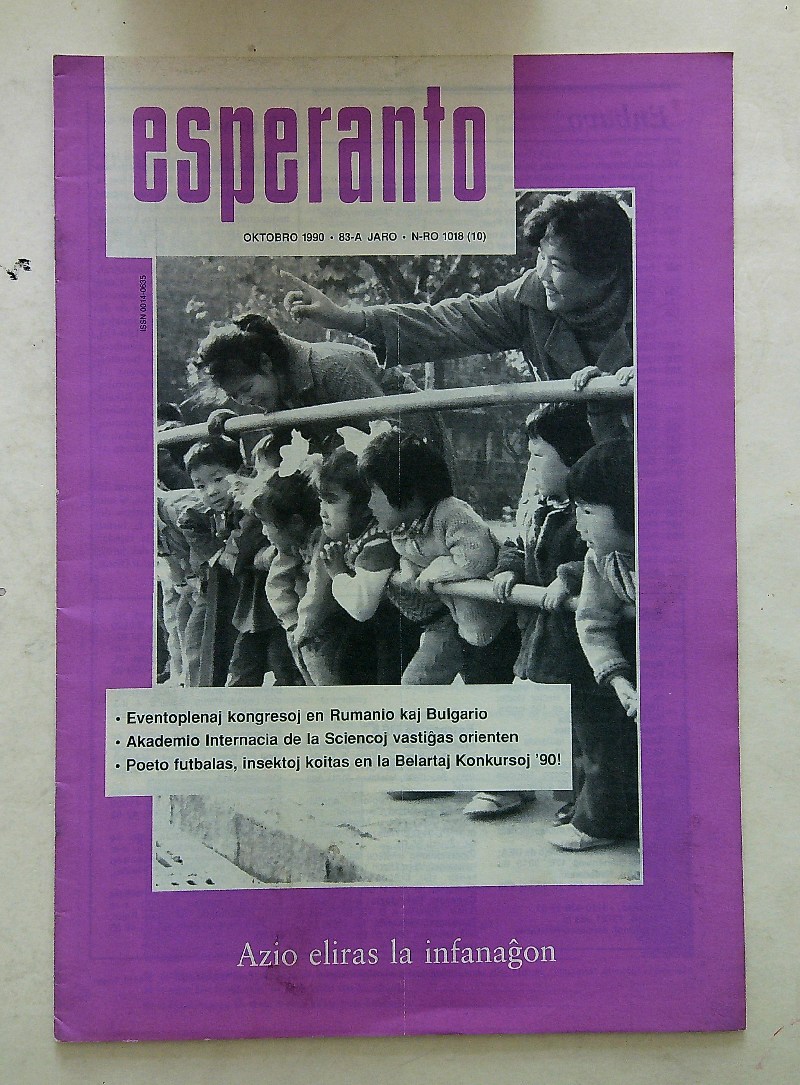 esperanto
OKTOBRO 1990 • 83-A JARO • N-RO 1018 (10)
ISSN 0014-0635
• Eventoplenaj kongresoj en Rumanio kaj Bulgario
• Akademio Internacia de la Sciencoj vastiĝas orienten
• Poeto futbalas, insektoj koitas en la Belartaj Konkursoj '90!
Azio eliras la infanaĝon